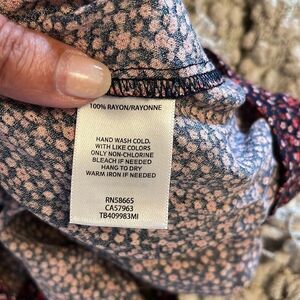 100% RAYON/RAYONNE
HAND WASH COLD.
WITH LIKE COLORS
ONLY NON-CHLORINE
BLEACH IF NEEDED
HANG TO DRY
WARM IRON IF NEEDED
RN58665
CA57963
TB409983MI